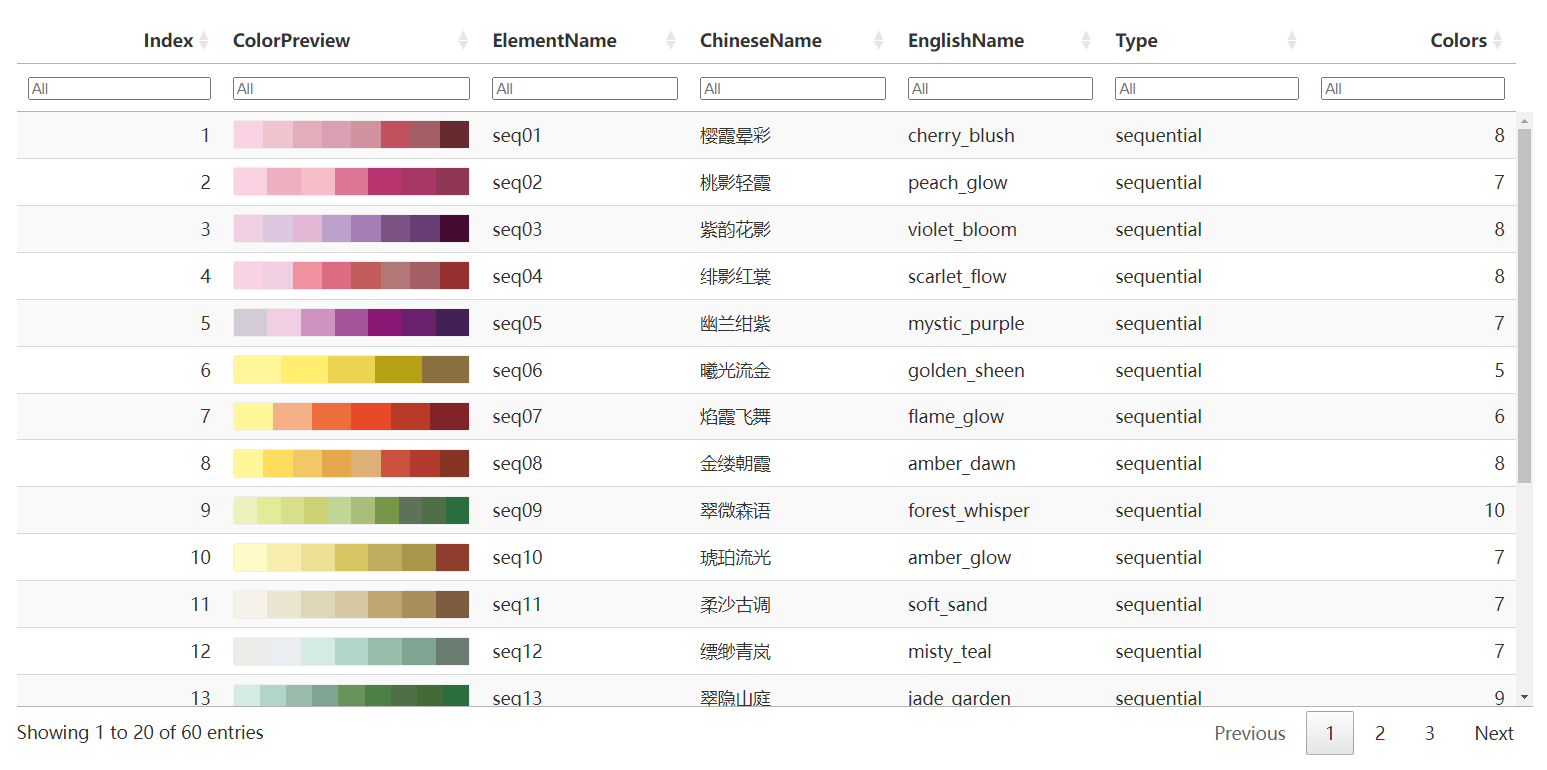 Index ColorPreview ElementName ChineseName EnglishName Type Colors
All All All All All All All
1 seq01 樱霞晕彩 cherry_blush sequential 8
2 seq02 桃影轻霞 peach_glow sequential 7
3 seq03 紫韵花影 violet_bloom sequential 8
4 seq04 绯影红裳 scarlet_flow sequential 8
5 seq05 幽兰绀紫 mystic_purple sequential 7
6 seq06 曦光流金 golden_sheen sequential 5
7 seq07 焰霞飞舞 flame_glow sequential 6
8 seq08 金缕朝霞 amber_dawn sequential 8
9 seq09 翠微森语 forest_whisper sequential 10
10 seq10 琥珀流光 amber_glow sequential 7
11 seq11 柔沙古调 soft_sand sequential 7
12 seq12 缥缈青岚 misty_teal sequential 7
13 seq13 翠隐山庭 jade_garden sequential 9
Showing 1 to 20 of 60 entries Previous 1 2 3 Next